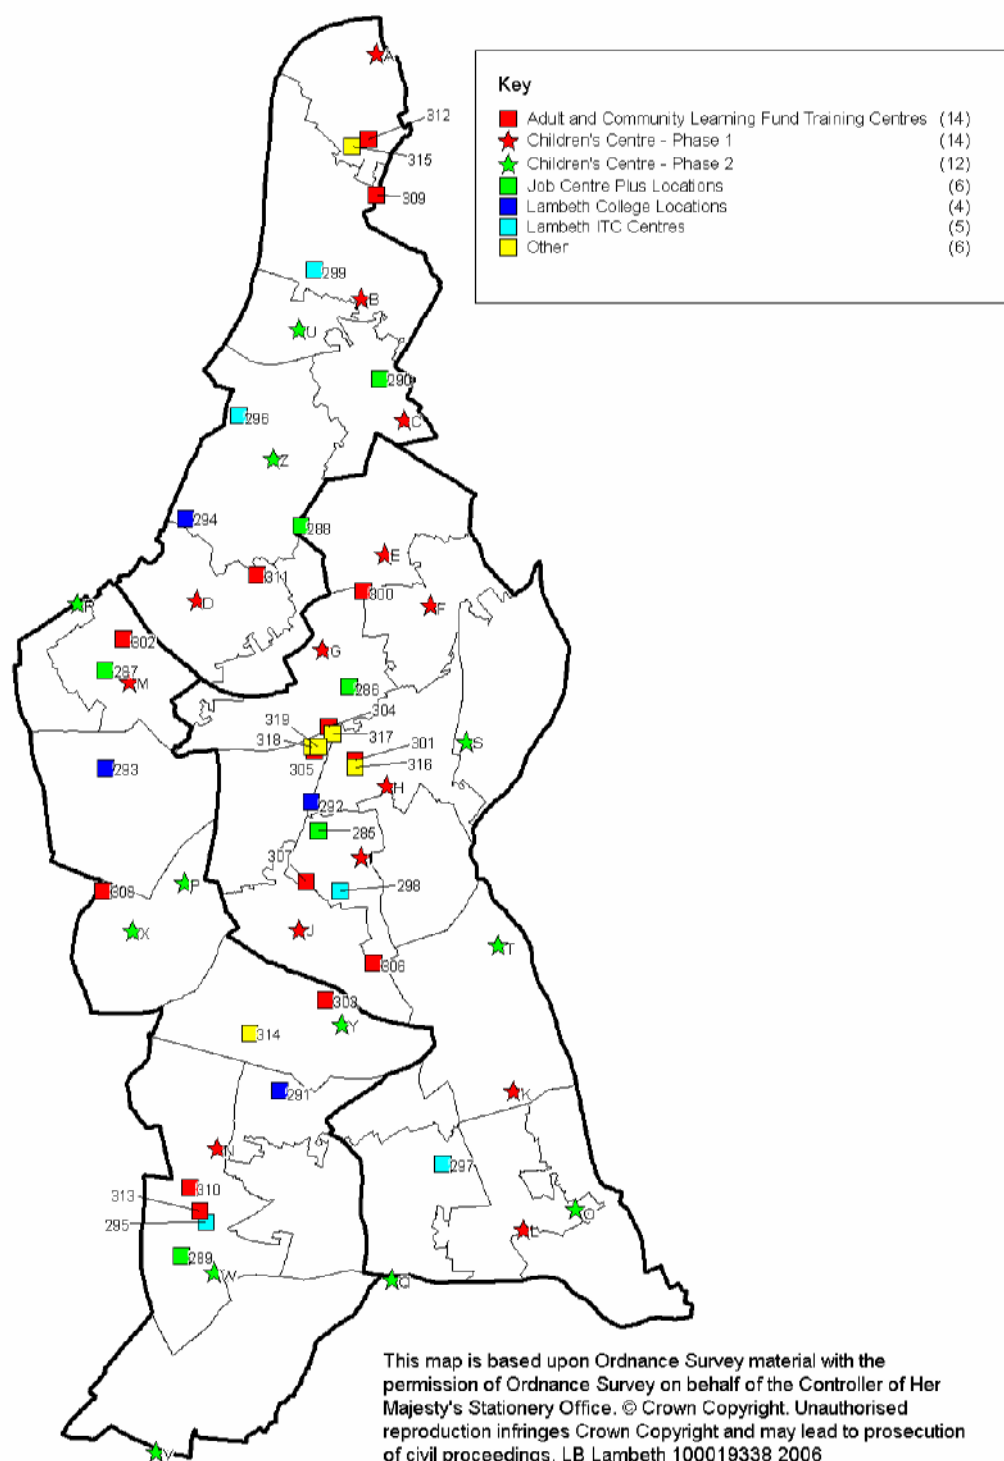 A
Key
Adult and Community Learning Fund Training Centres (14)
Children's Centre - Phase 1 (14)
Children's Centre - Phase 2 (12)
Job Centre Plus Locations (6)
Lambeth College Locations (4)
Lambeth ITC Centres (5)
Other (6)
312
315
309
299
B
U
290
C
296
Z
294
288
E
311
300
D
F
R
302
G
287
M
286
304
319
317
318
301
S
305
316
293
H
292
285
307
I
298
308
P
J
X
T
306
303
Y
314
291
K
N
297
310
313
295
O
L
289
W
Q
V
This map is based upon Ordnance Survey material with the
permission of Ordnance Survey on behalf of the Controller of Her
Majesty's Stationery Office. © Crown Copyright. Unauthorised
reproduction infringes Crown Copyright and may lead to prosecution
of civil proceedings. LB Lambeth 100019338 2006